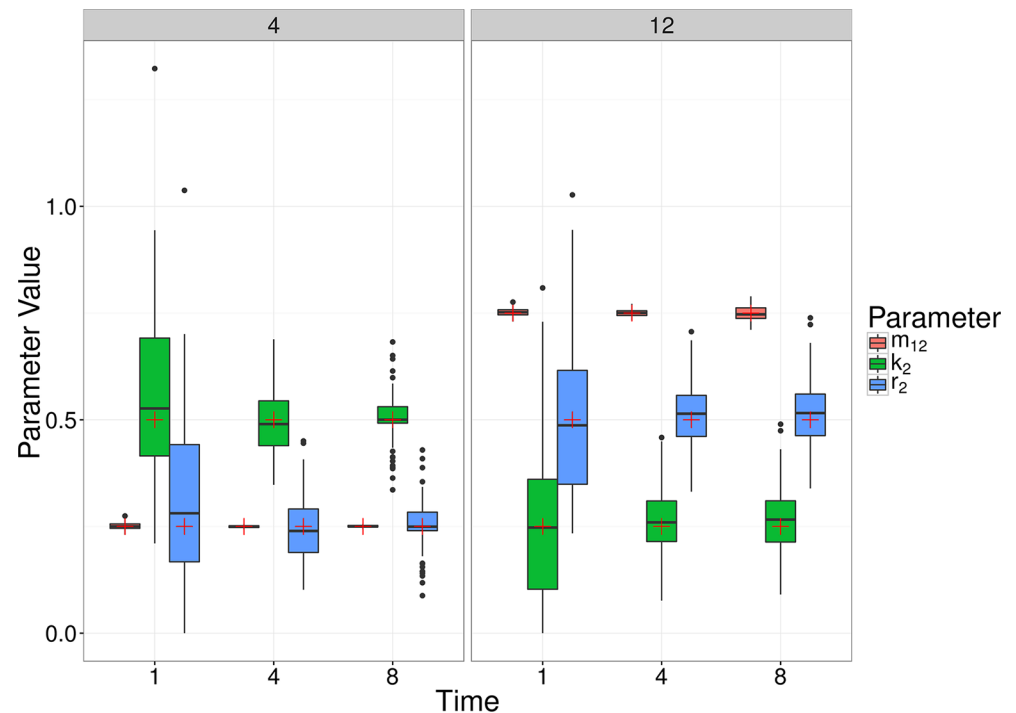 4 12
1.0
0.5
0.0
Parameter Value
1 4 8 1 4 8
Time
Parameter
m12
k2
r2